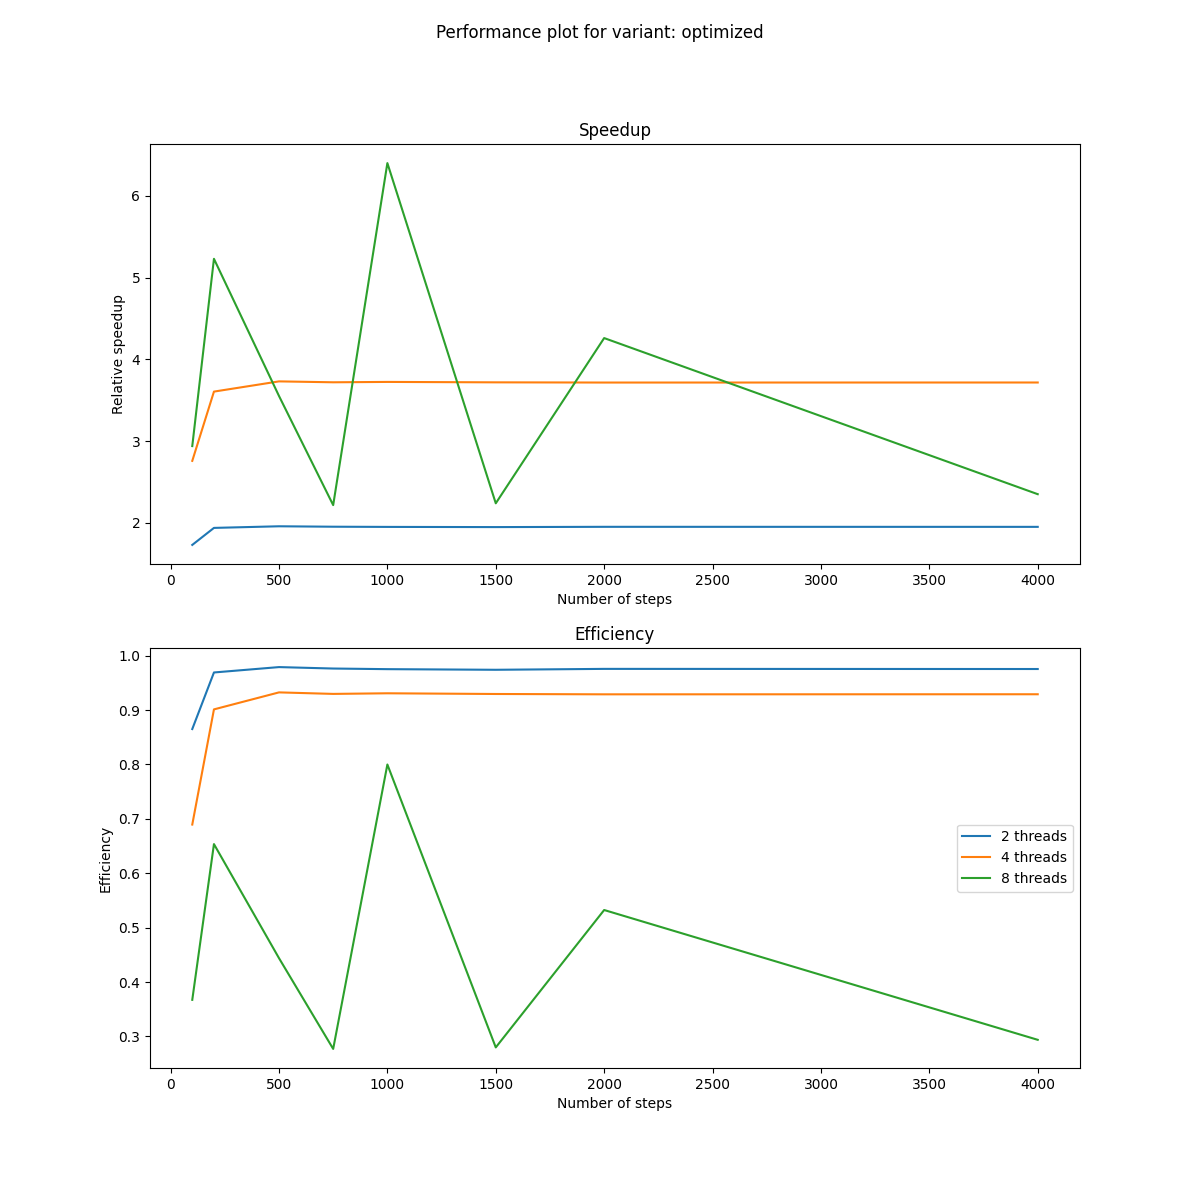 Performance plot for variant: optimized
Speedup
Relative speedup
6
5
4
3
2
0 500 1000 1500 2000 2500 3000 3500 4000
Number of steps
Efficiency
Efficiency
1.0
0.9
0.8
0.7
0.6
0.5
0.4
0.3
2 threads
4 threads
8 threads
0 500 1000 1500 2000 2500 3000 3500 4000
Number of steps